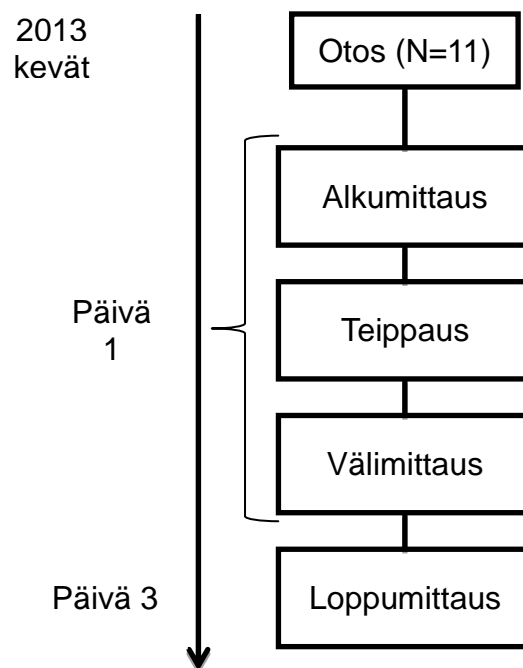 2013
kevät
Otos (N=11)
Alkumittaus
Päivä
1
Teippaus
Välimittaus
Päivä 3
Loppumittaus